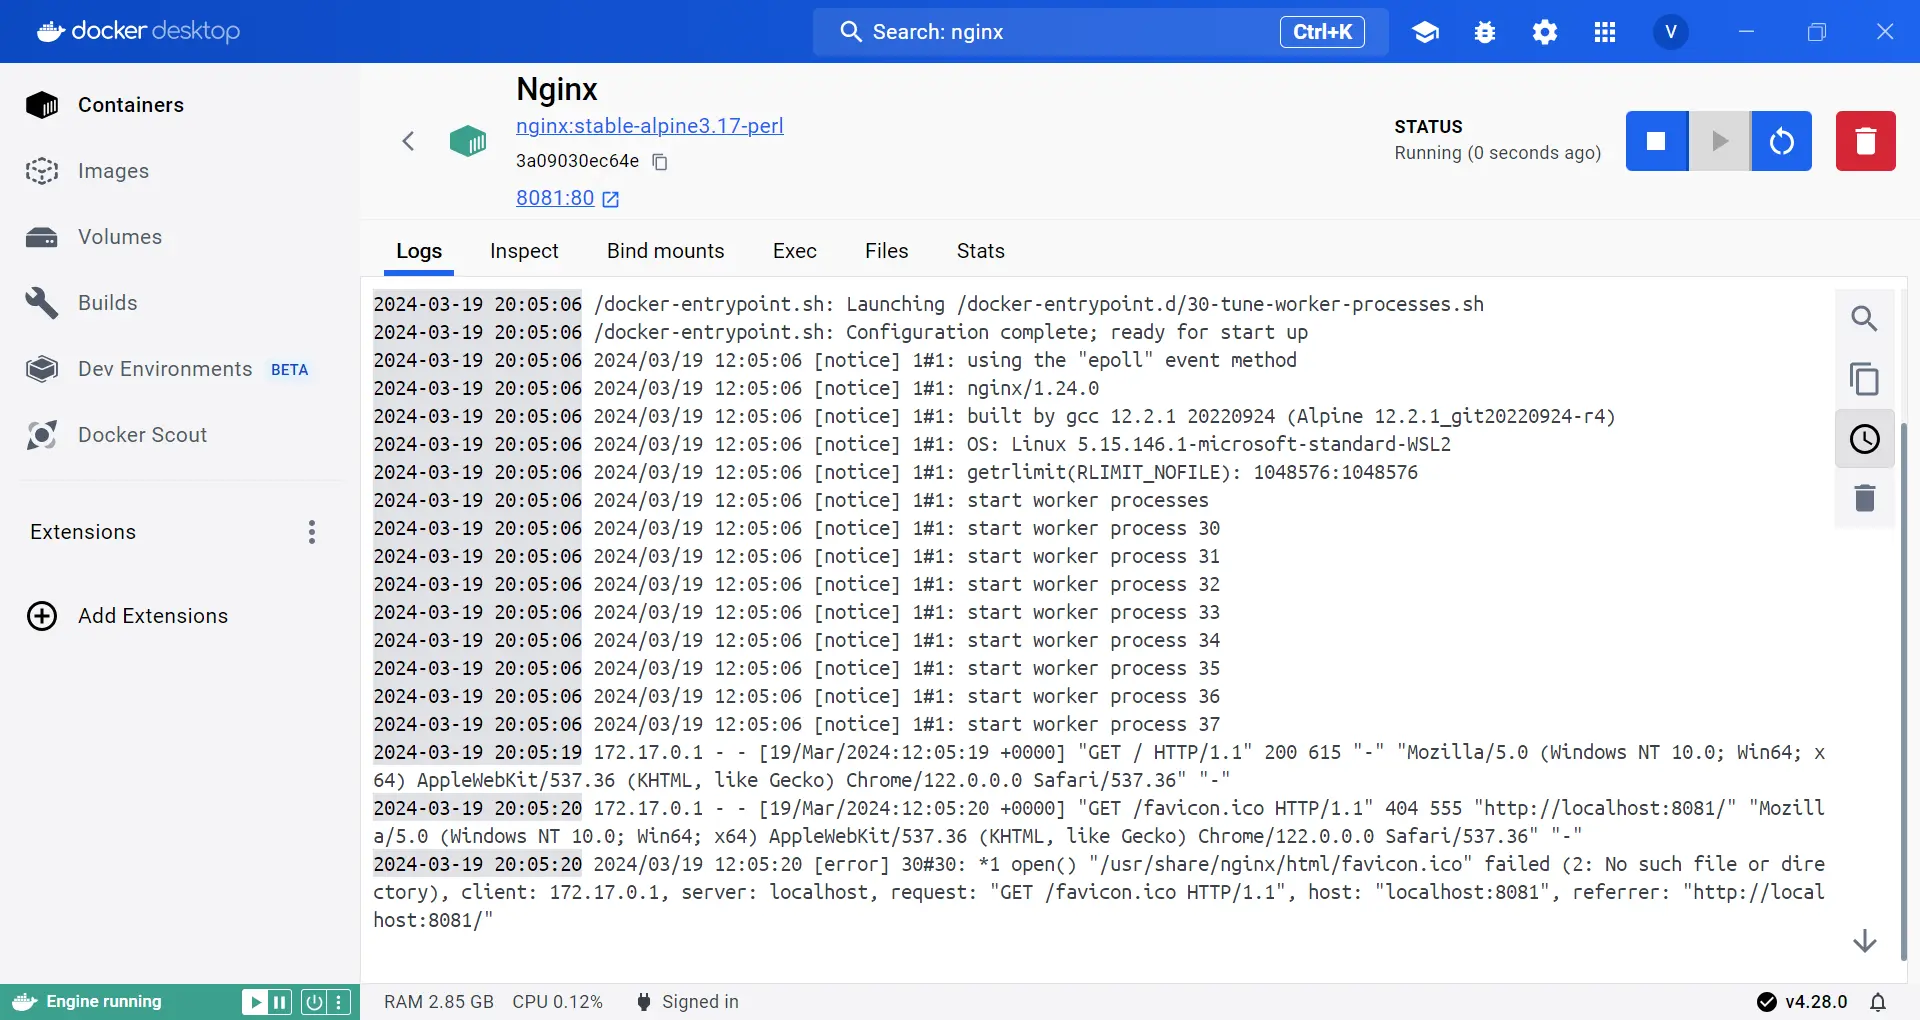 docker desktop
Search: nginx
Ctrl+K
V
Containers
Images
Volumes
Builds
Dev Environments BETA
Docker Scout
Extensions
Add Extensions
Nginx
nginx:stable-alpine3.17-perl
3a09030ec64e
8081:80
STATUS
Running (0 seconds ago)
Logs
Inspect
Bind mounts
Exec
Files
Stats
2024-03-19 20:05:06 /docker-entrypoint.sh: Launching /docker-entrypoint.d/30-tune-worker-processes.sh
2024-03-19 20:05:06 /docker-entrypoint.sh: Configuration complete; ready for start up
2024-03-19 20:05:06 2024/03/19 12:05:06 [notice] 1#1: using the "epoll" event method
2024-03-19 20:05:06 2024/03/19 12:05:06 [notice] 1#1: nginx/1.24.0
2024-03-19 20:05:06 2024/03/19 12:05:06 [notice] 1#1: built by gcc 12.2.1 20220924 (Alpine 12.2.1_git20220924-r4)
2024-03-19 20:05:06 2024/03/19 12:05:06 [notice] 1#1: OS: Linux 5.15.146.1-microsoft-standard-WSL2
2024-03-19 20:05:06 2024/03/19 12:05:06 [notice] 1#1: getrlimit(RLIMIT_NOFILE): 1048576:1048576
2024-03-19 20:05:06 2024/03/19 12:05:06 [notice] 1#1: start worker processes
2024-03-19 20:05:06 2024/03/19 12:05:06 [notice] 1#1: start worker process 30
2024-03-19 20:05:06 2024/03/19 12:05:06 [notice] 1#1: start worker process 31
2024-03-19 20:05:06 2024/03/19 12:05:06 [notice] 1#1: start worker process 32
2024-03-19 20:05:06 2024/03/19 12:05:06 [notice] 1#1: start worker process 33
2024-03-19 20:05:06 2024/03/19 12:05:06 [notice] 1#1: start worker process 34
2024-03-19 20:05:06 2024/03/19 12:05:06 [notice] 1#1: start worker process 35
2024-03-19 20:05:06 2024/03/19 12:05:06 [notice] 1#1: start worker process 36
2024-03-19 20:05:06 2024/03/19 12:05:06 [notice] 1#1: start worker process 37
2024-03-19 20:05:19 172.17.0.1 - - [19/Mar/2024:12:05:19 +0000] "GET / HTTP/1.1" 200 615 "-" "Mozilla/5.0 (Windows NT 10.0; Win64; x
64) AppleWebKit/537.36 (KHTML, like Gecko) Chrome/122.0.0.0 Safari/537.36" "-"
2024-03-19 20:05:20 172.17.0.1 - - [19/Mar/2024:12:05:20 +0000] "GET /favicon.ico HTTP/1.1" 404 555 "http://localhost:8081/" "Mozill
a/5.0 (Windows NT 10.0; Win64; x64) AppleWebKit/537.36 (KHTML, like Gecko) Chrome/122.0.0.0 Safari/537.36" "-"
2024-03-19 20:05:20 2024/03/19 12:05:20 [error] 30#30: *1 open() "/usr/share/nginx/html/favicon.ico" failed (2: No such file or dire
ctory), client: 172.17.0.1, server: localhost, request: "GET /favicon.ico HTTP/1.1", host: "localhost:8081", referrer: "http://local
host:8081/"
Engine running
RAM 2.85 GB
CPU 0.12%
Signed in
v4.28.0